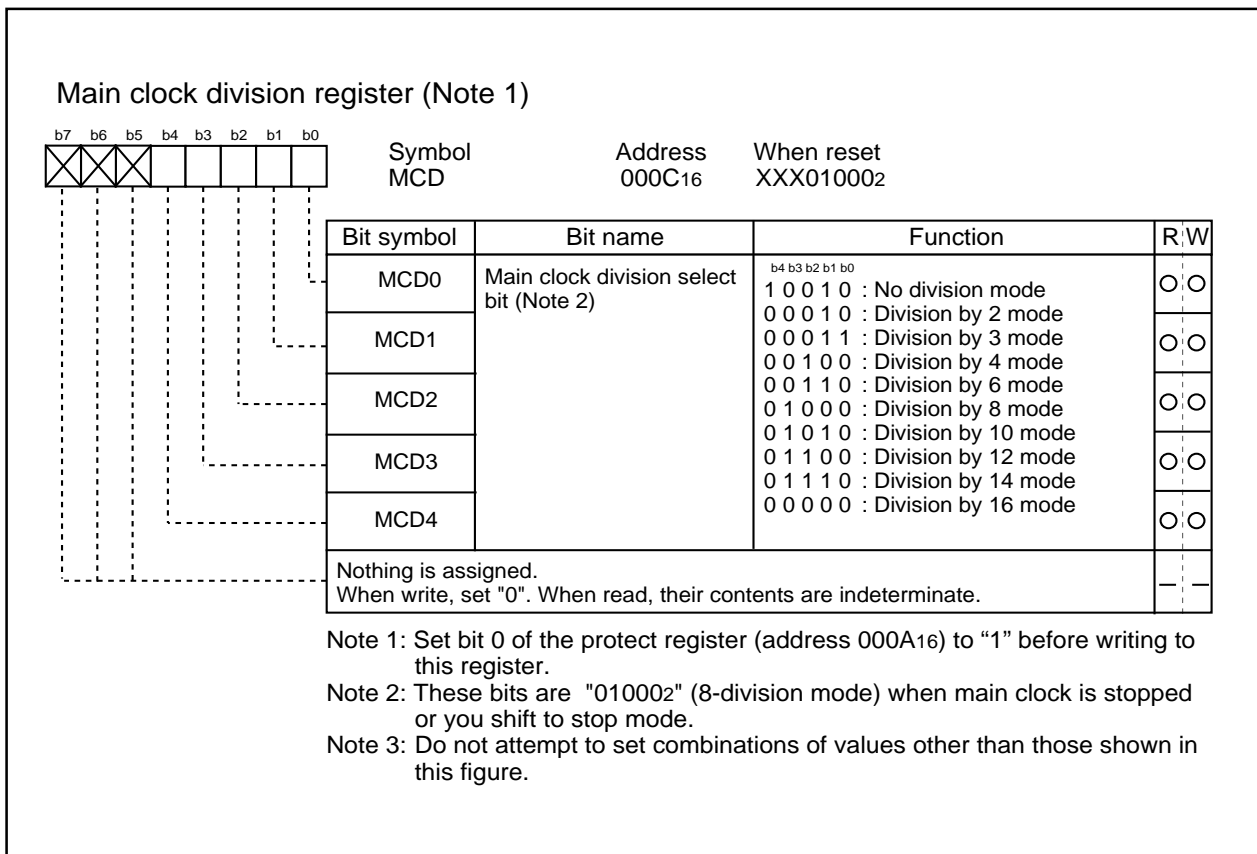 Main clock division register (Note 1)
b7 b6 b5 b4 b3 b2 b1 b0
Symbol Address When reset
MCD 000C16 XXX010002
Bit symbol Bit name Function R W
MCD0 Main clock division select
bit (Note 2)
b4 b3 b2 b1 b0
1 0 0 1 0 : No division mode
0 0 0 1 0 : Division by 2 mode
MCD1
0 0 0 1 1 : Division by 3 mode
0 0 1 0 0 : Division by 4 mode
MCD2
0 0 1 1 0 : Division by 6 mode
0 1 0 0 0 : Division by 8 mode
0 1 0 1 0 : Division by 10 mode
MCD3
0 1 1 0 0 : Division by 12 mode
0 1 1 1 0 : Division by 14 mode
MCD4
0 0 0 0 0 : Division by 16 mode
Nothing is assigned.
When write, set "0". When read, their contents are indeterminate.
Note 1: Set bit 0 of the protect register (address 000A16) to “1” before writing to
this register.
Note 2: These bits are "010002" (8-division mode) when main clock is stopped
or you shift to stop mode.
Note 3: Do not attempt to set combinations of values other than those shown in
this figure.